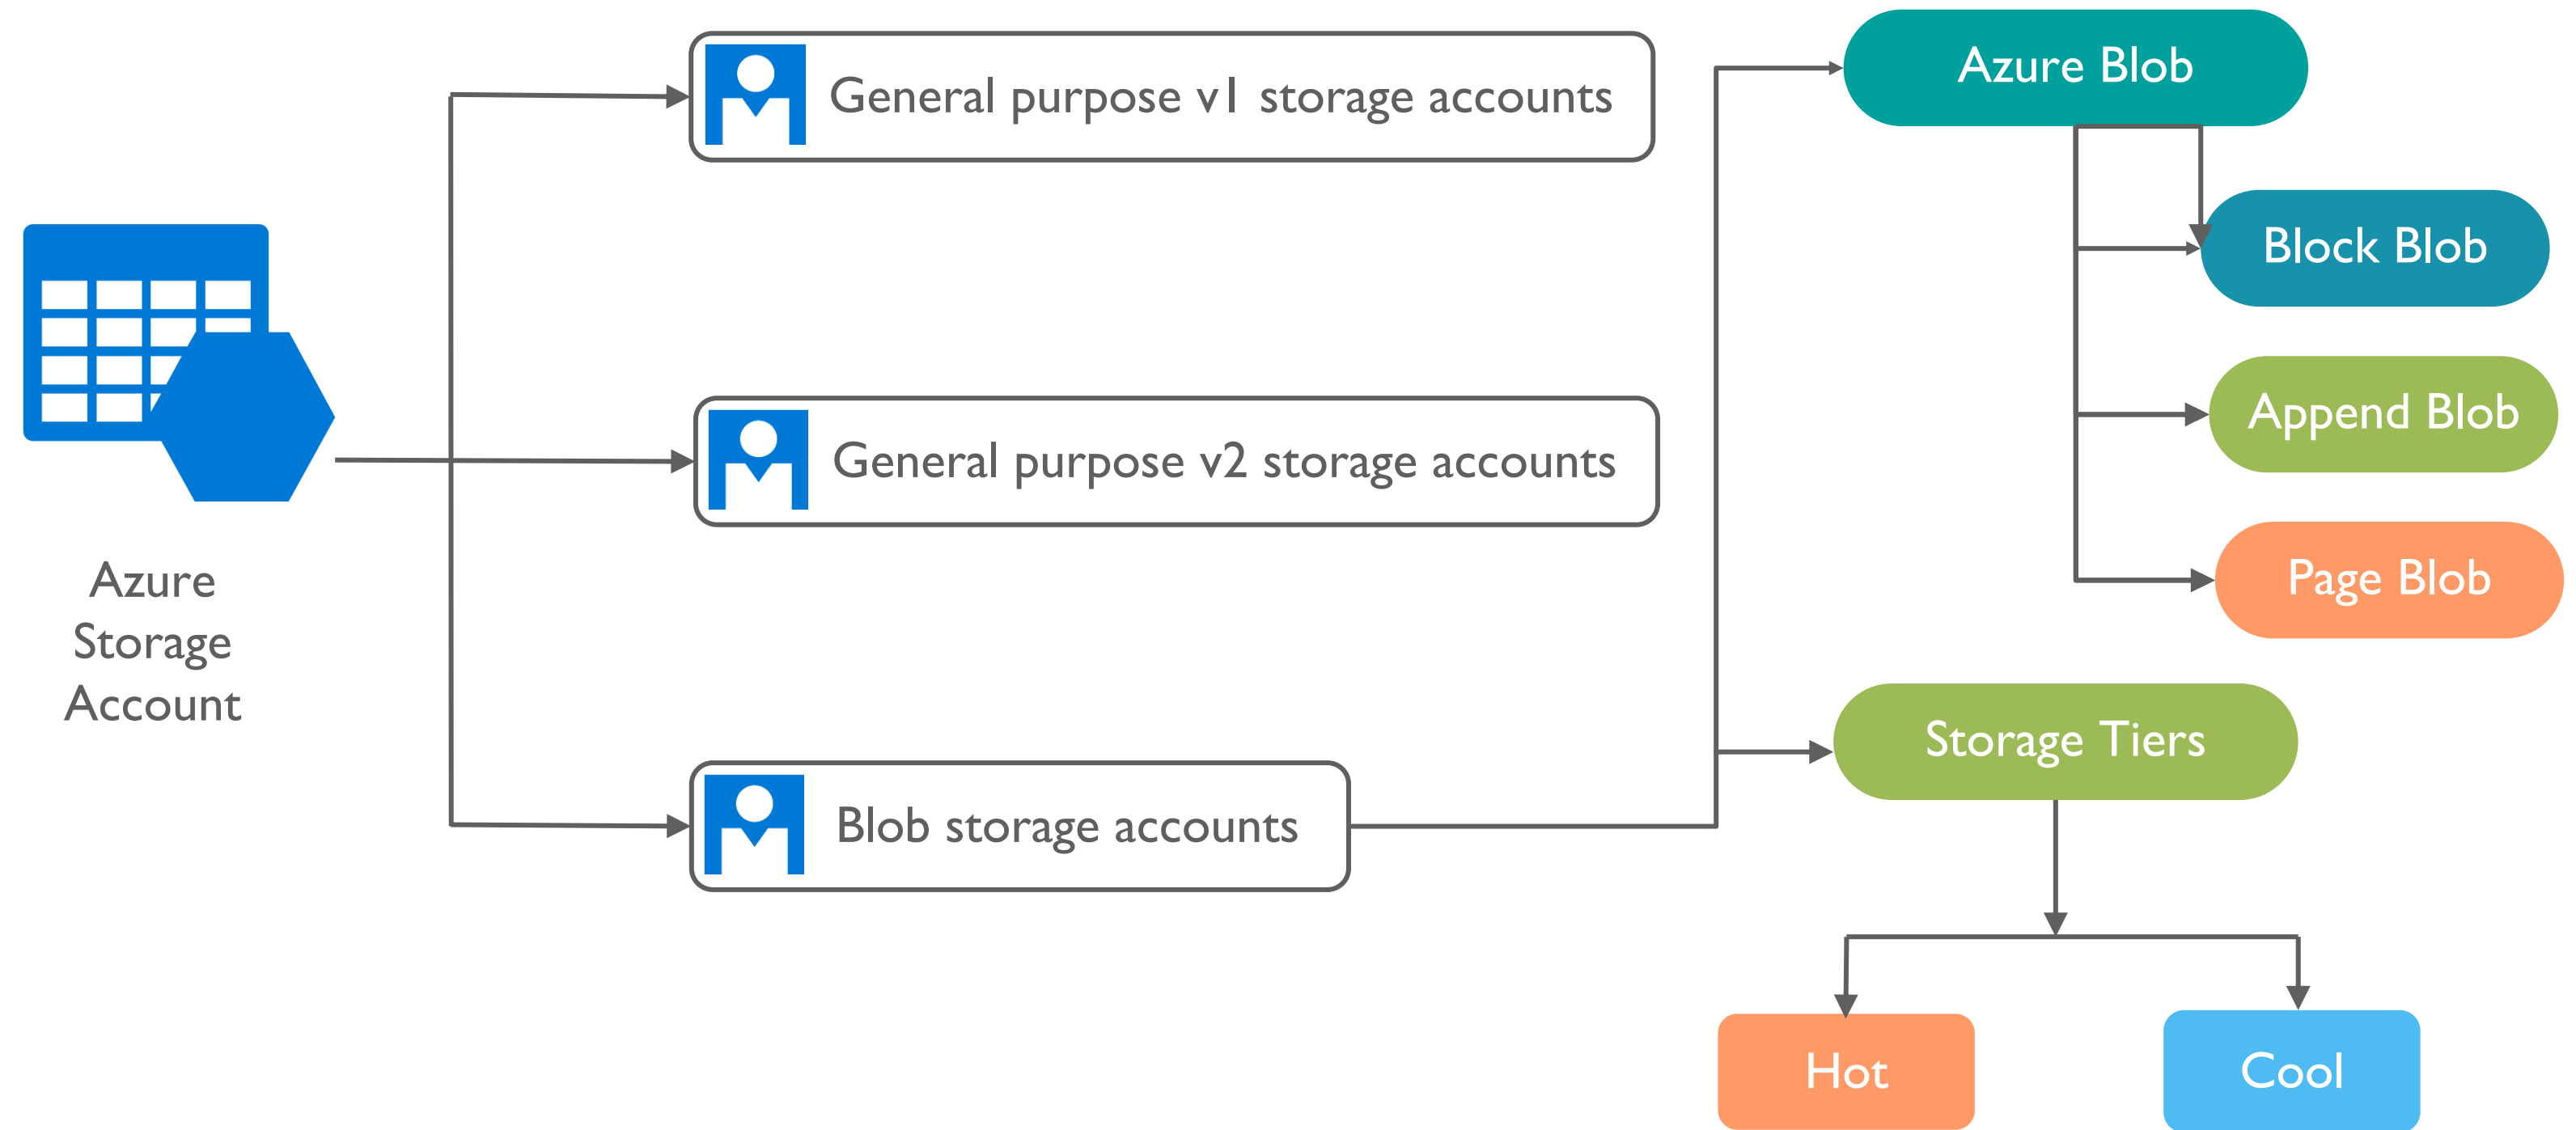 Azure
Storage
Account
General purpose v1 storage accounts
General purpose v2 storage accounts
Blob storage accounts
Azure Blob
Block Blob
Append Blob
Page Blob
Storage Tiers
Hot
Cool